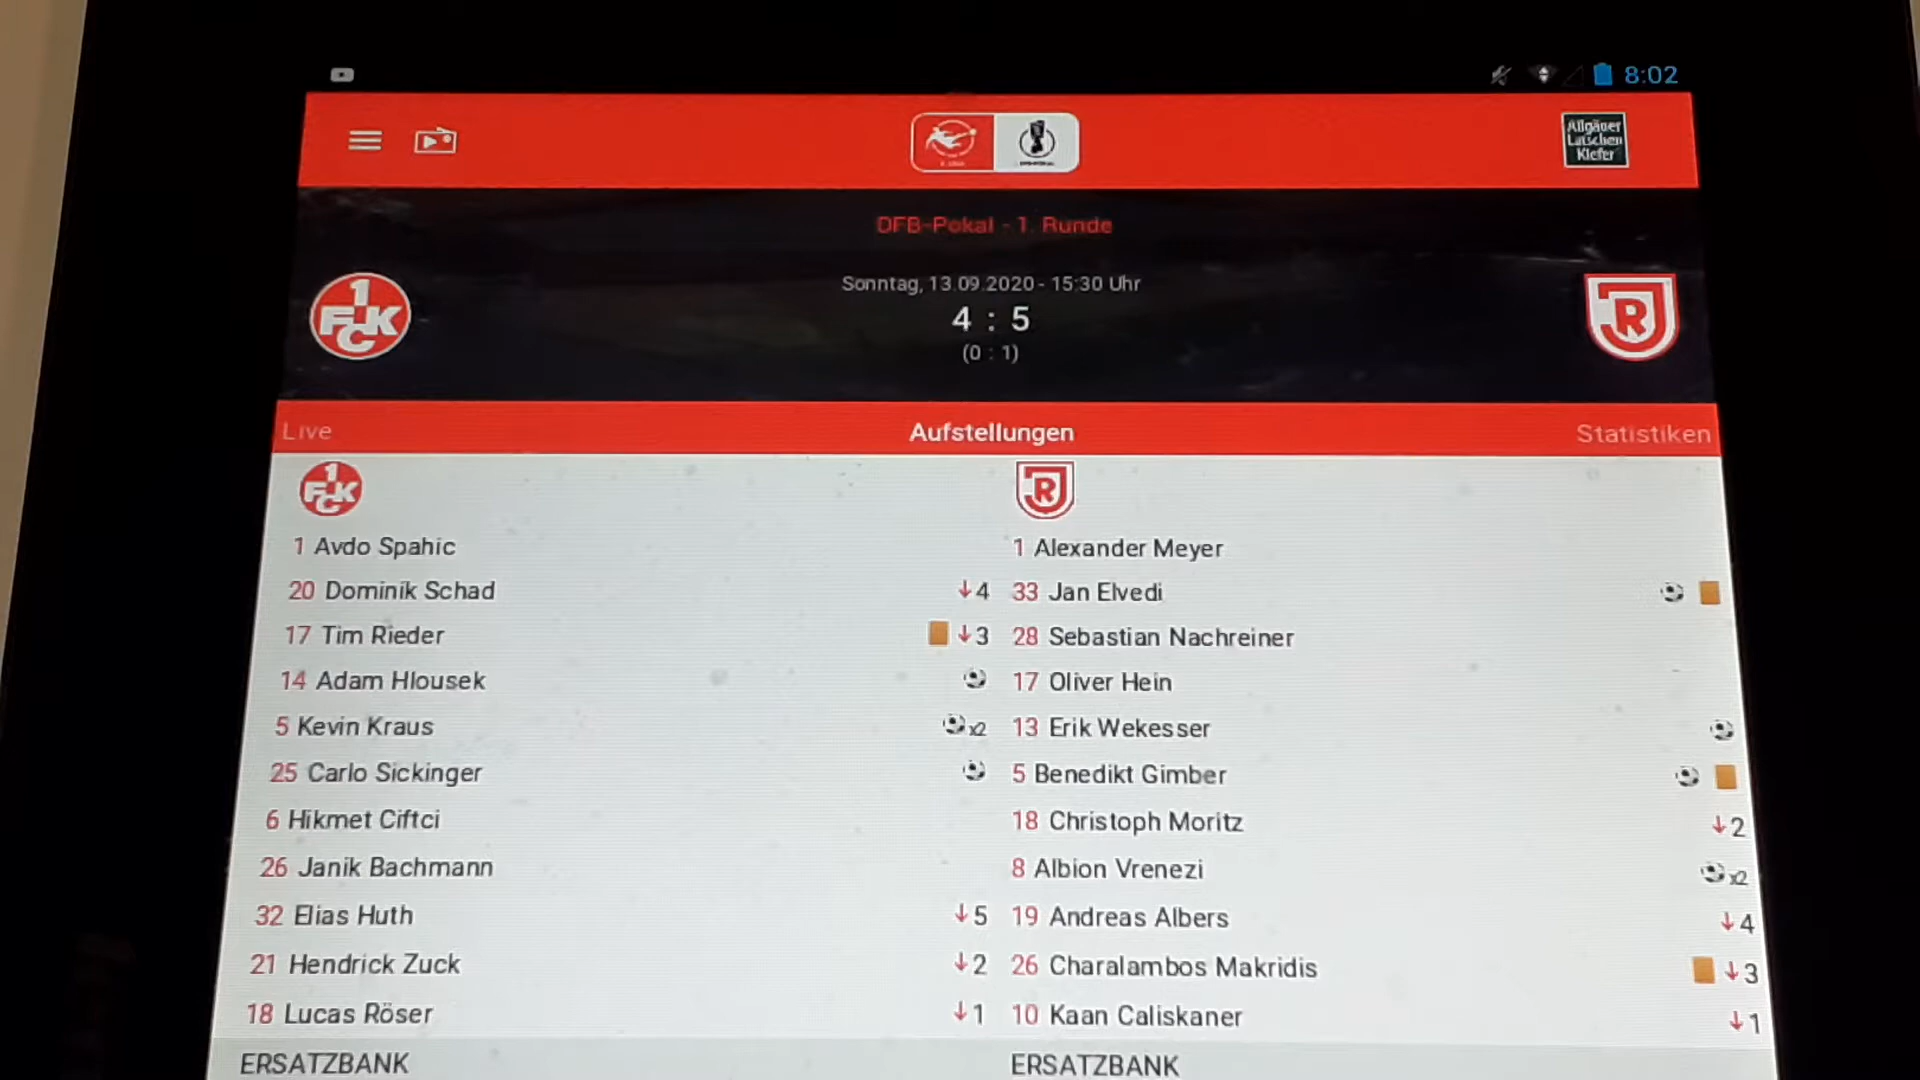 8:02
Allgäuer
Latschen
Kiefer
DFB-Pokal - 1. Runde
Sonntag, 13.09.2020 - 15:30 Uhr
1
FCK
4 : 5
R
(0 : 1)
Live Aufstellungen Statistiken
1
FCK
R
1 Avdo Spahic
1 Alexander Meyer
20 Dominik Schad ↓4
33 Jan Elvedi
17 Tim Rieder ↓3
28 Sebastian Nachreiner
14 Adam Hlousek
17 Oliver Hein
5 Kevin Kraus x2
13 Erik Wekesser
25 Carlo Sickinger
5 Benedikt Gimber
6 Hikmet Ciftci
18 Christoph Moritz ↓2
26 Janik Bachmann
8 Albion Vrenezi x2
32 Elias Huth ↓5
19 Andreas Albers ↓4
21 Hendrick Zuck ↓2
26 Charalambos Makridis ↓3
18 Lucas Röser ↓1
10 Kaan Caliskaner ↓1
ERSATZBANK
ERSATZBANK